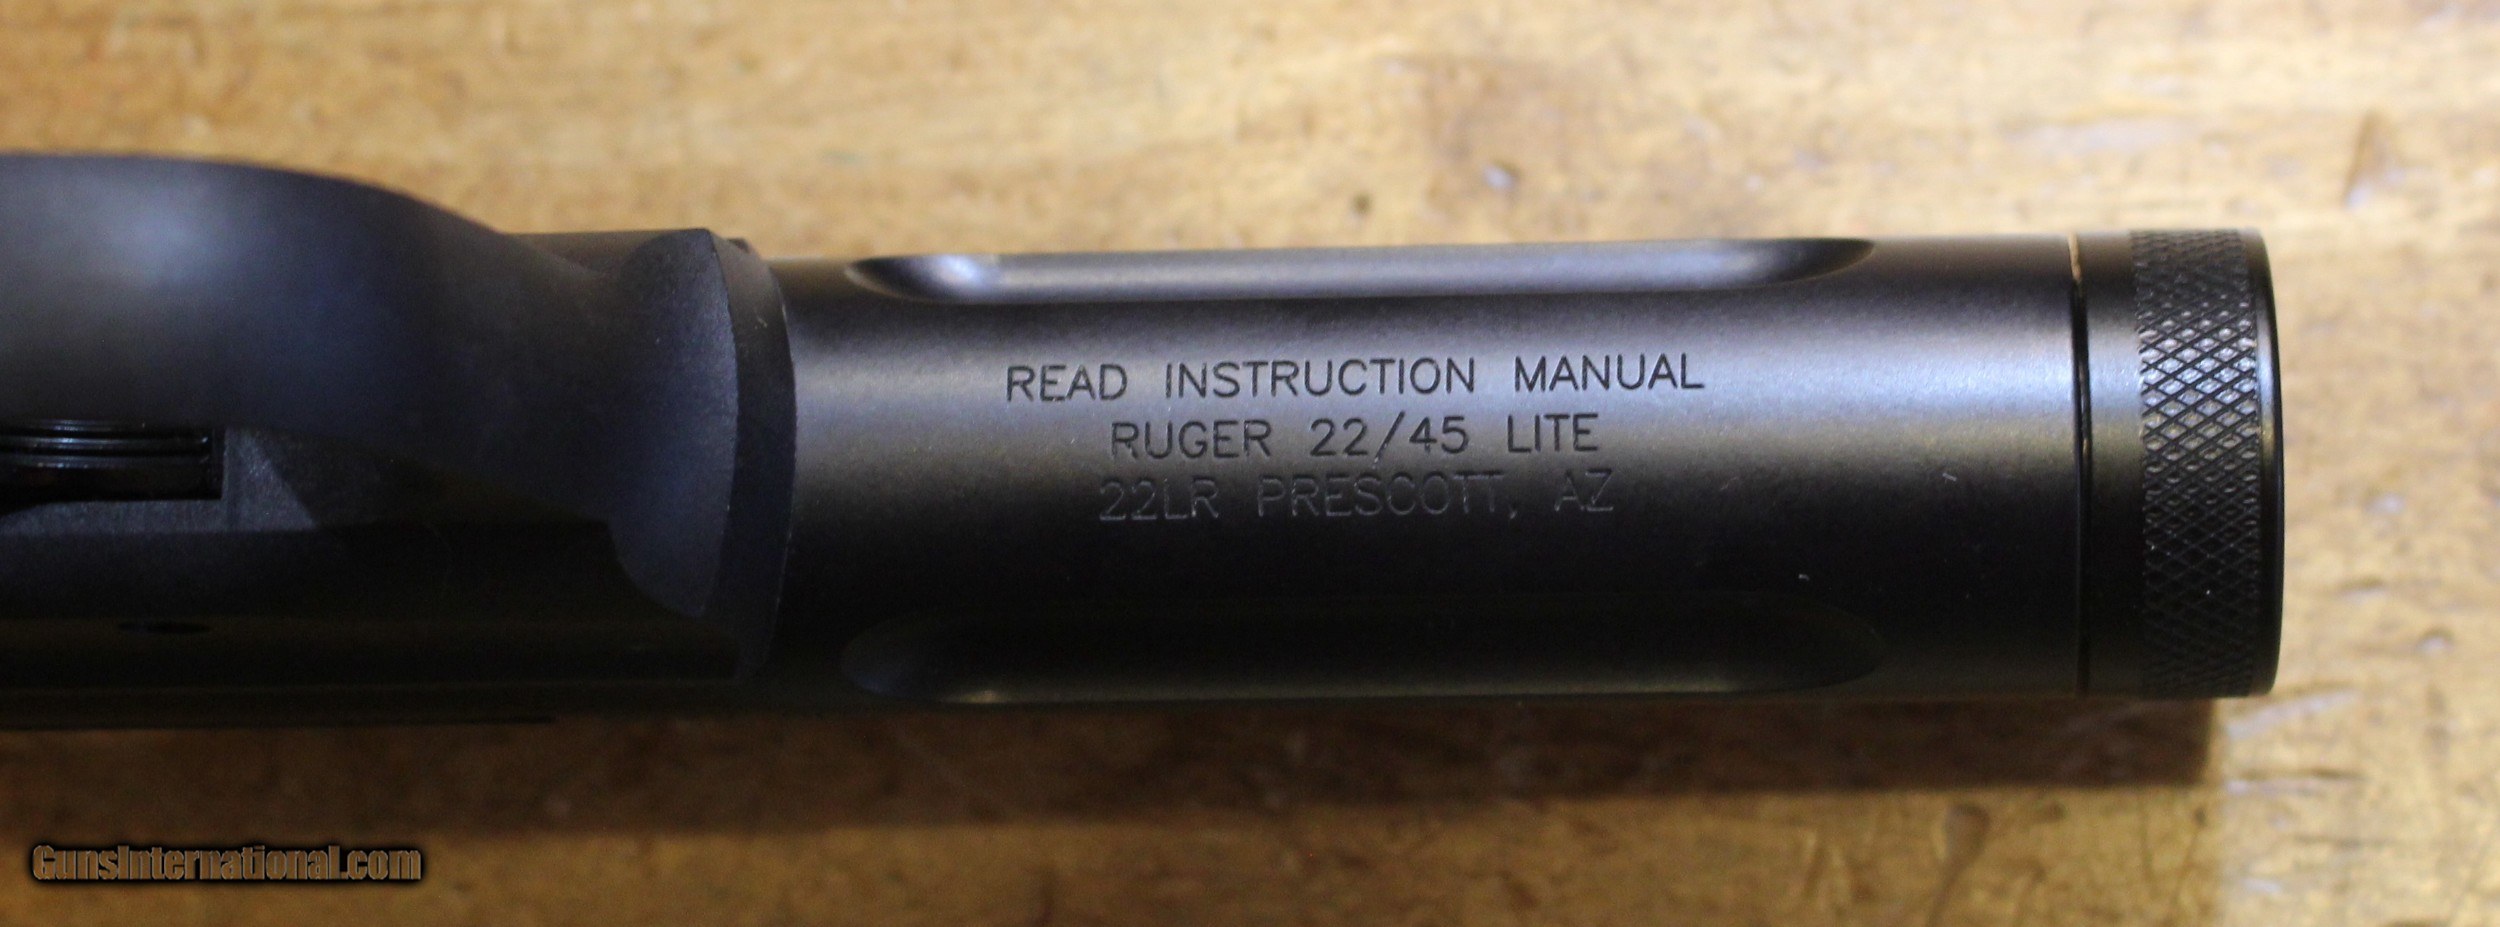 READ INSTRUCTION MANUAL
RUGER 22/45 LITE
22LR PRESCOTT, AZ
GunsInternational.com